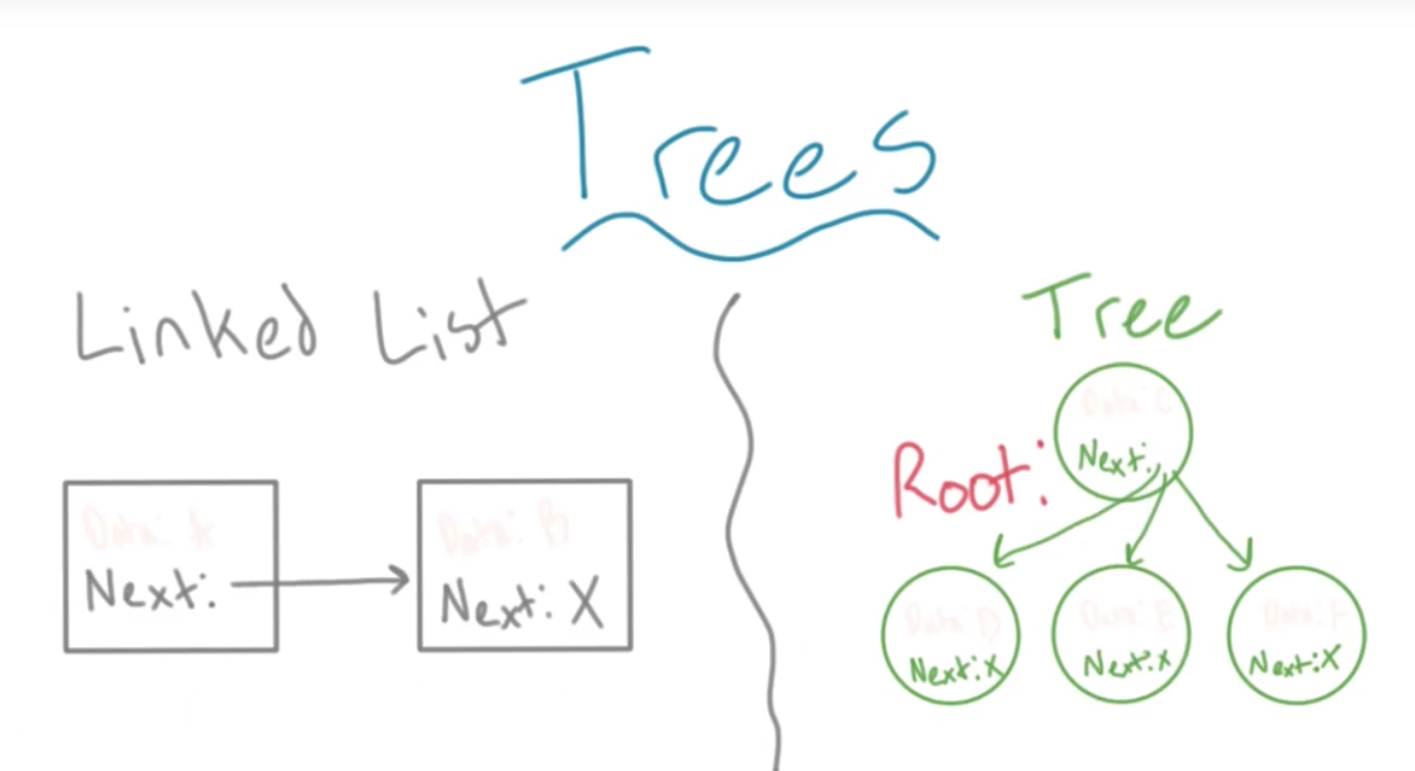 Trees
Linked List
Data: A
Next:
Data: B
Next: X
Tree
Root:
Data: C
Next:
Data: D
Next: X
Data: E
Next: X
Data: F
Next: X